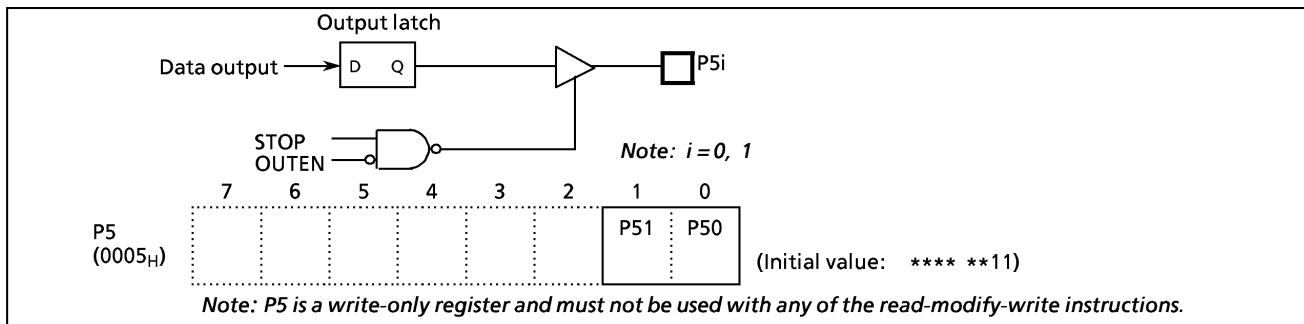 Output latch
Data output D Q P5i
STOP
OUTEN
Note: i = 0, 1
7 6 5 4 3 2 1 0
P5 P51 P50
(0005H) (Initial value: **** **11)
Note: P5 is a write-only register and must not be used with any of the read-modify-write instructions.